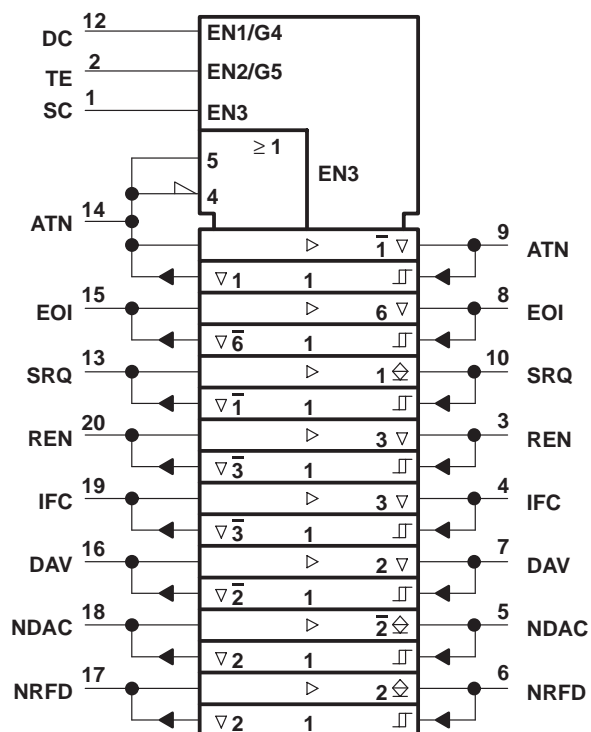 DC 12 EN1/G4
TE 2 EN2/G5
SC 1 EN3
5 ≥ 1
EN3
4
ATN 14
▷ 1̅ ▽ 9 ATN
▽ 1 1
EOI 15 ▷ 6 ▽ 8 EOI
▽ 6̅ 1
SRQ 13 ▷ 1 10 SRQ
▽ 1̅ 1
REN 20 ▷ 3 ▽ 3 REN
▽ 3̅ 1
IFC 19 ▷ 3 ▽ 4 IFC
▽ 3̅ 1
DAV 16 ▷ 2 ▽ 7 DAV
▽ 2̅ 1
NDAC 18 ▷ 2̅ 5 NDAC
▽ 2 1
NRFD 17 ▷ 2 6 NRFD
▽ 2 1